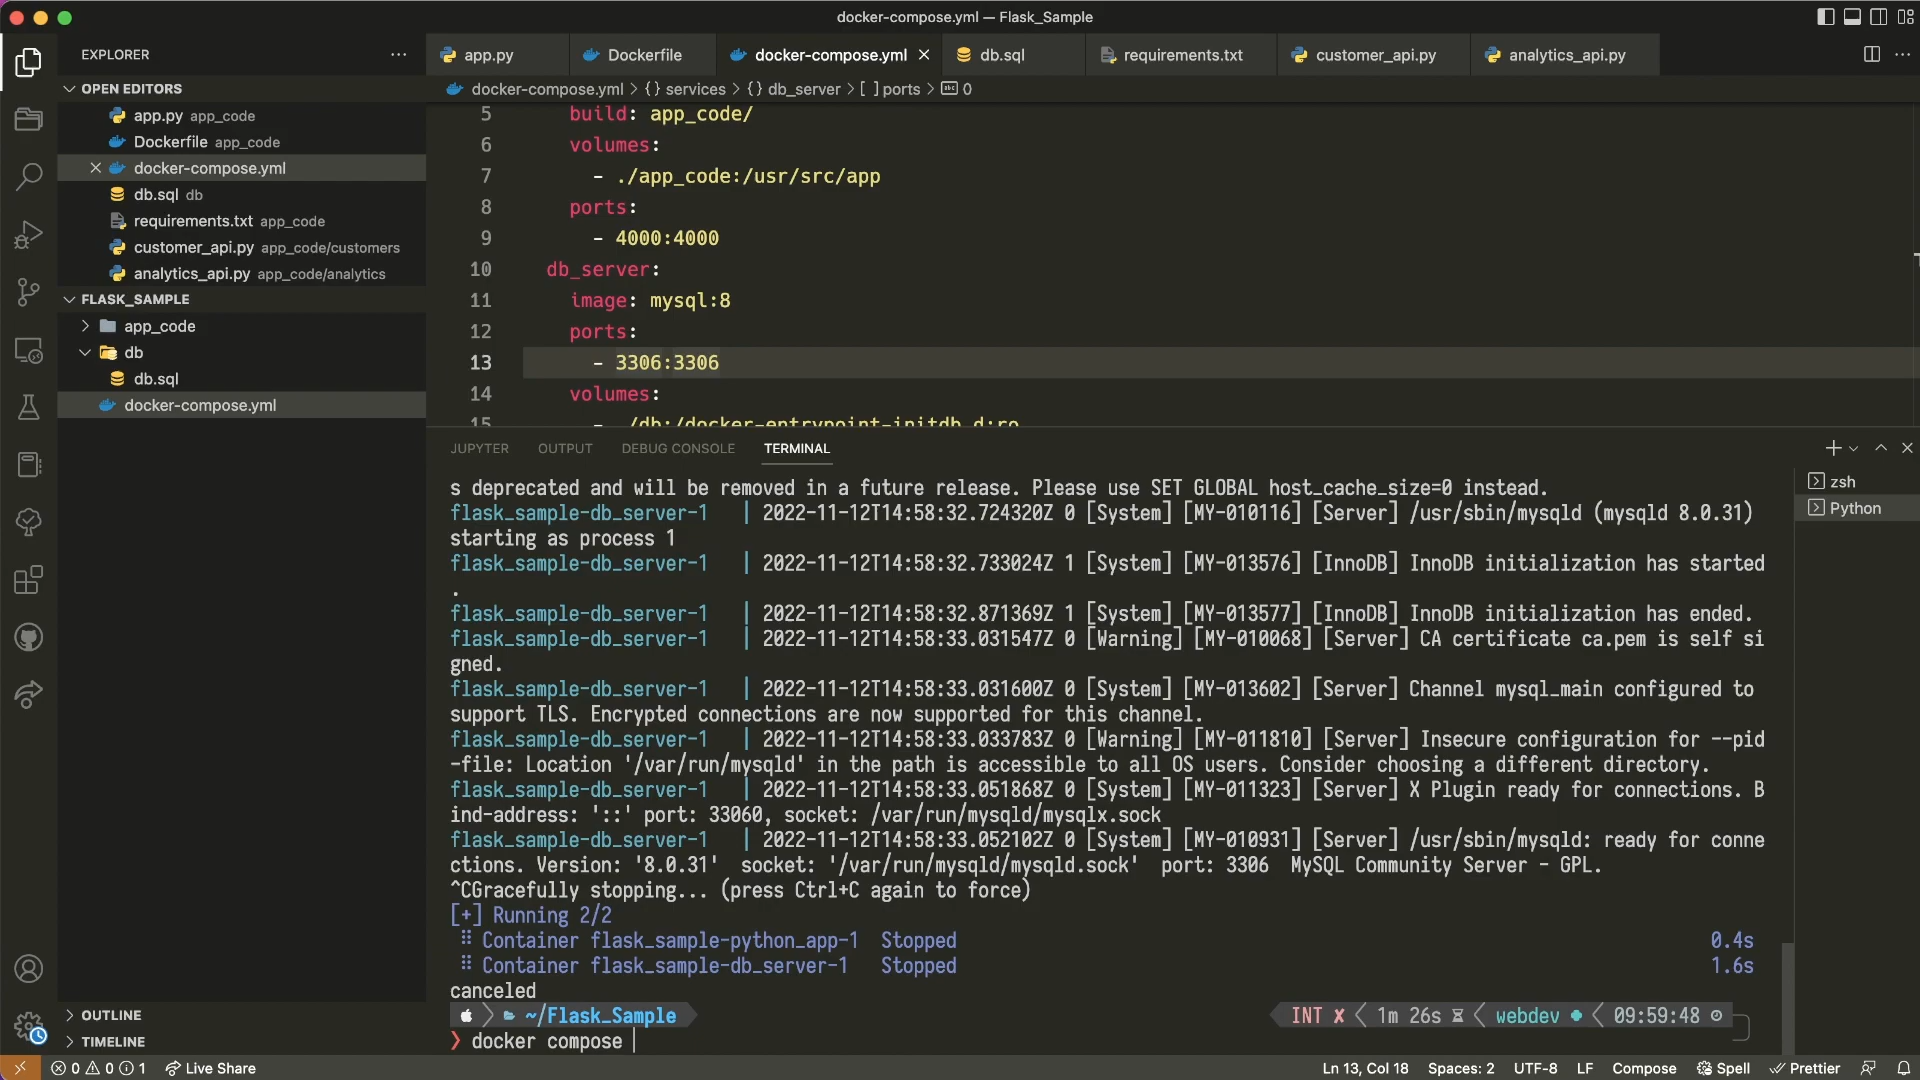 docker-compose.yml — Flask_Sample
EXPLORER
app.py
Dockerfile
docker-compose.yml
db.sql
requirements.txt
customer_api.py
analytics_api.py
OPEN EDITORS
app.py app_code
Dockerfile app_code
docker-compose.yml
db.sql db
requirements.txt app_code
customer_api.py app_code/customers
analytics_api.py app_code/analytics
FLASK_SAMPLE
app_code
db
db.sql
docker-compose.yml
OUTLINE
TIMELINE
docker-compose.yml > {} services > {} db_server > [ ] ports > abc 0
5 build: app_code/
6 volumes:
7 - ./app_code:/usr/src/app
8 ports:
9 - 4000:4000
10 db_server:
11 image: mysql:8
12 ports:
13 - 3306:3306
14 volumes:
15 - ./db:/docker-entrypoint-initdb.d:ro
JUPYTER OUTPUT DEBUG CONSOLE TERMINAL
zsh
Python
s deprecated and will be removed in a future release. Please use SET GLOBAL host_cache_size=0 instead.
flask_sample-db_server-1 | 2022-11-12T14:58:32.724320Z 0 [System] [MY-010116] [Server] /usr/sbin/mysqld (mysqld 8.0.31)
starting as process 1
flask_sample-db_server-1 | 2022-11-12T14:58:32.733024Z 1 [System] [MY-013576] [InnoDB] InnoDB initialization has started
.
flask_sample-db_server-1 | 2022-11-12T14:58:32.871369Z 1 [System] [MY-013577] [InnoDB] InnoDB initialization has ended.
flask_sample-db_server-1 | 2022-11-12T14:58:33.031547Z 0 [Warning] [MY-010068] [Server] CA certificate ca.pem is self si
gned.
flask_sample-db_server-1 | 2022-11-12T14:58:33.031600Z 0 [System] [MY-013602] [Server] Channel mysql_main configured to
support TLS. Encrypted connections are now supported for this channel.
flask_sample-db_server-1 | 2022-11-12T14:58:33.033783Z 0 [Warning] [MY-011810] [Server] Insecure configuration for --pid
-file: Location '/var/run/mysqld' in the path is accessible to all OS users. Consider choosing a different directory.
flask_sample-db_server-1 | 2022-11-12T14:58:33.051868Z 0 [System] [MY-011323] [Server] X Plugin ready for connections. B
ind-address: '::' port: 33060, socket: /var/run/mysqld/mysqlx.sock
flask_sample-db_server-1 | 2022-11-12T14:58:33.052102Z 0 [System] [MY-010931] [Server] /usr/sbin/mysqld: ready for conne
ctions. Version: '8.0.31' socket: '/var/run/mysqld/mysqld.sock' port: 3306 MySQL Community Server - GPL.
^CGracefully stopping... (press Ctrl+C again to force)
[+] Running 2/2
⠿ Container flask_sample-python_app-1 Stopped 0.4s
⠿ Container flask_sample-db_server-1 Stopped 1.6s
canceled
~/Flask_Sample INT ✘ 1m 26s webdev 09:59:48
❯ docker compose
0 0 1 Live Share Ln 13, Col 18 Spaces: 2 UTF-8 LF Compose Spell Prettier